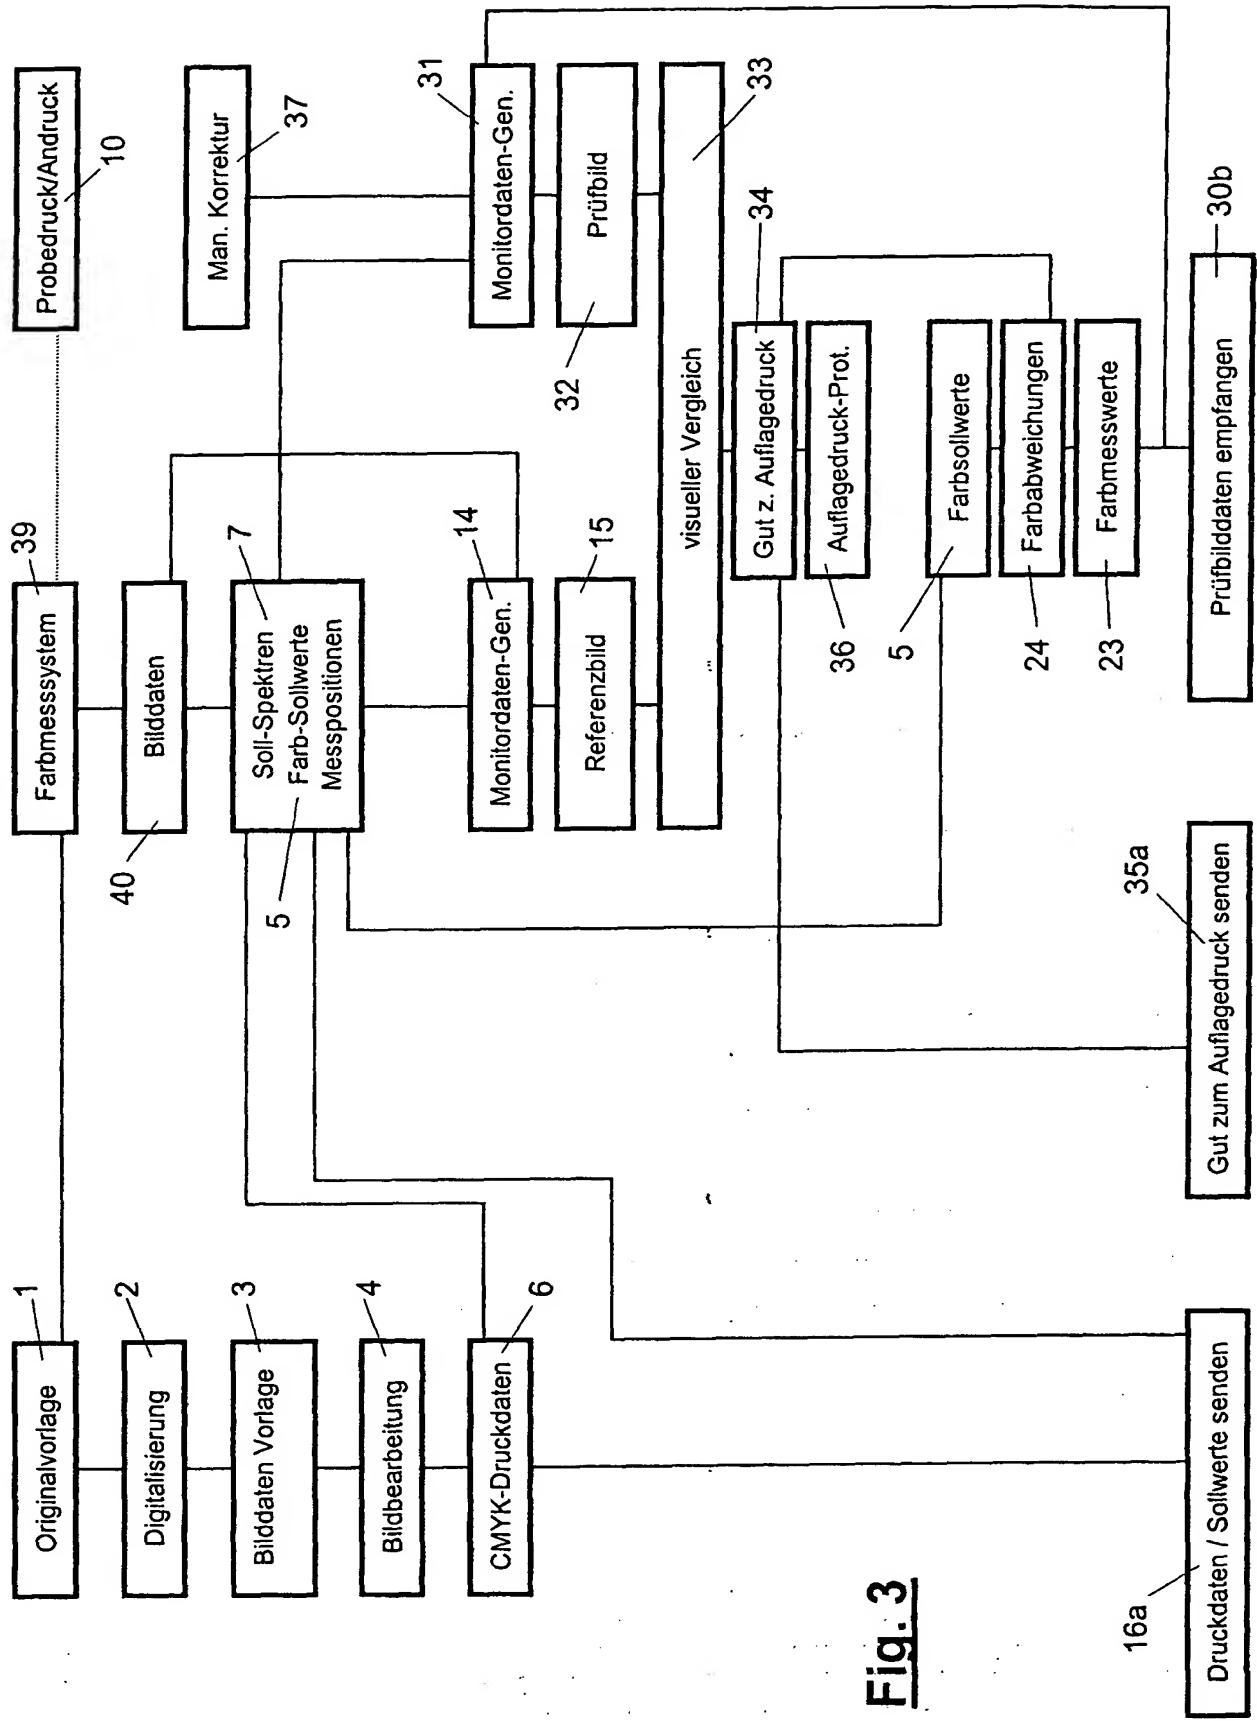 Originalvorlage
1
Digitalisierung
2
Bilddaten Vorlage
3
Bildbearbeitung
4
CMYK-Druckdaten
6
Druckdaten / Sollwerte senden
16a
Farbmesssystem
39
Bilddaten
40
Soll-Spektren
Farb-Sollwerte
Messpositionen
7
5
Monitordaten-Gen.
14
Referenzbild
15
Probedruck/Andruck
10
Man. Korrektur
37
Monitordaten-Gen.
31
Prüfbild
32
visueller Vergleich
33
Gut z. Auflagedruck
34
Auflagedruck-Prot.
36
Farbsollwerte
5
Farbabweichungen
24
Farbmesswerte
23
Gut zum Auflagedruck senden
35a
Prüfbilddaten empfangen
30b
Fig. 3